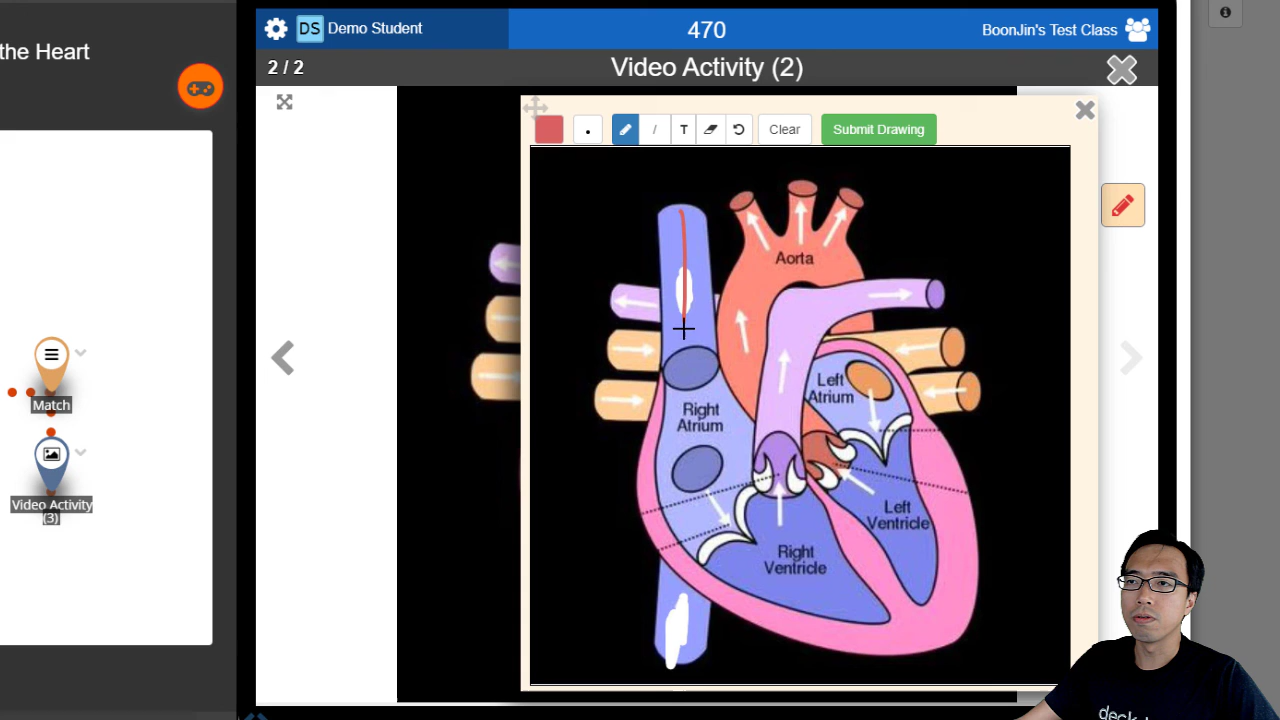 the Heart
DS Demo Student
470
BoonJin's Test Class
2 / 2
Video Activity (2)
T
Clear
Submit Drawing
Aorta
Left
Atrium
Right
Atrium
Left
Ventricle
Right
Ventricle
Match
Video Activity
(3)